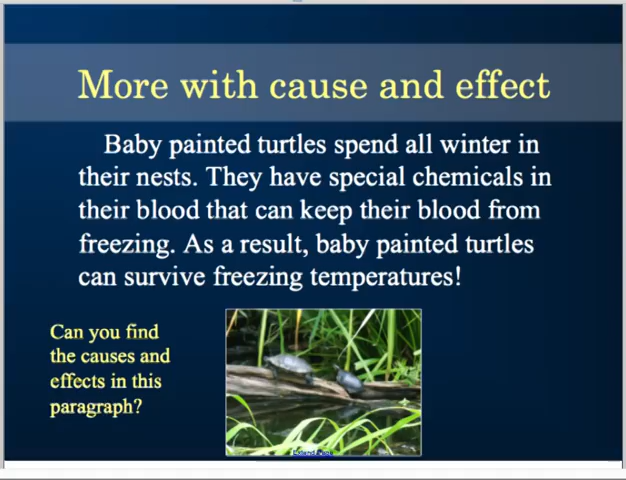 More with cause and effect
Baby painted turtles spend all winter in
their nests. They have special chemicals in
their blood that can keep their blood from
freezing. As a result, baby painted turtles
can survive freezing temperatures!
Can you find
the causes and
effects in this
paragraph?